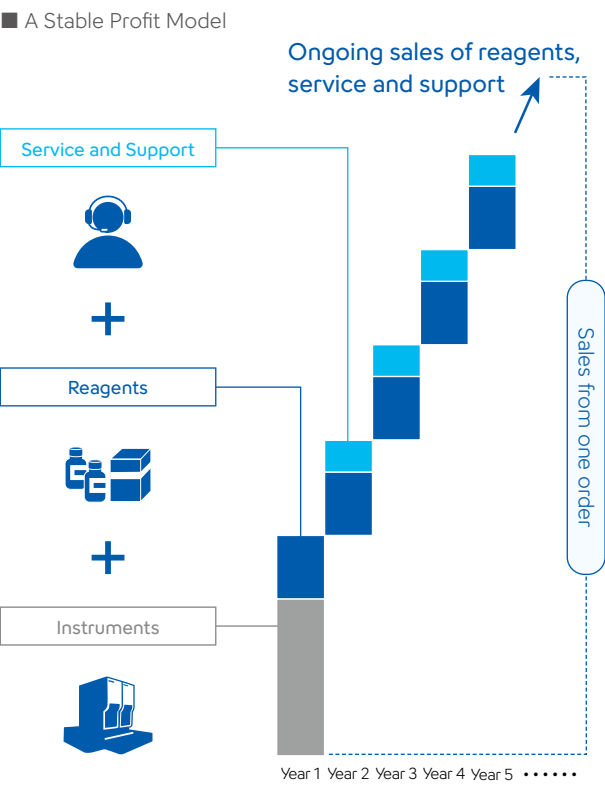 ■ A Stable Profit Model
Ongoing sales of reagents,
service and support
Service and Support
+
Reagents
+
Instruments
Sales from one order
Year 1 Year 2 Year 3 Year 4 Year 5 ••••••